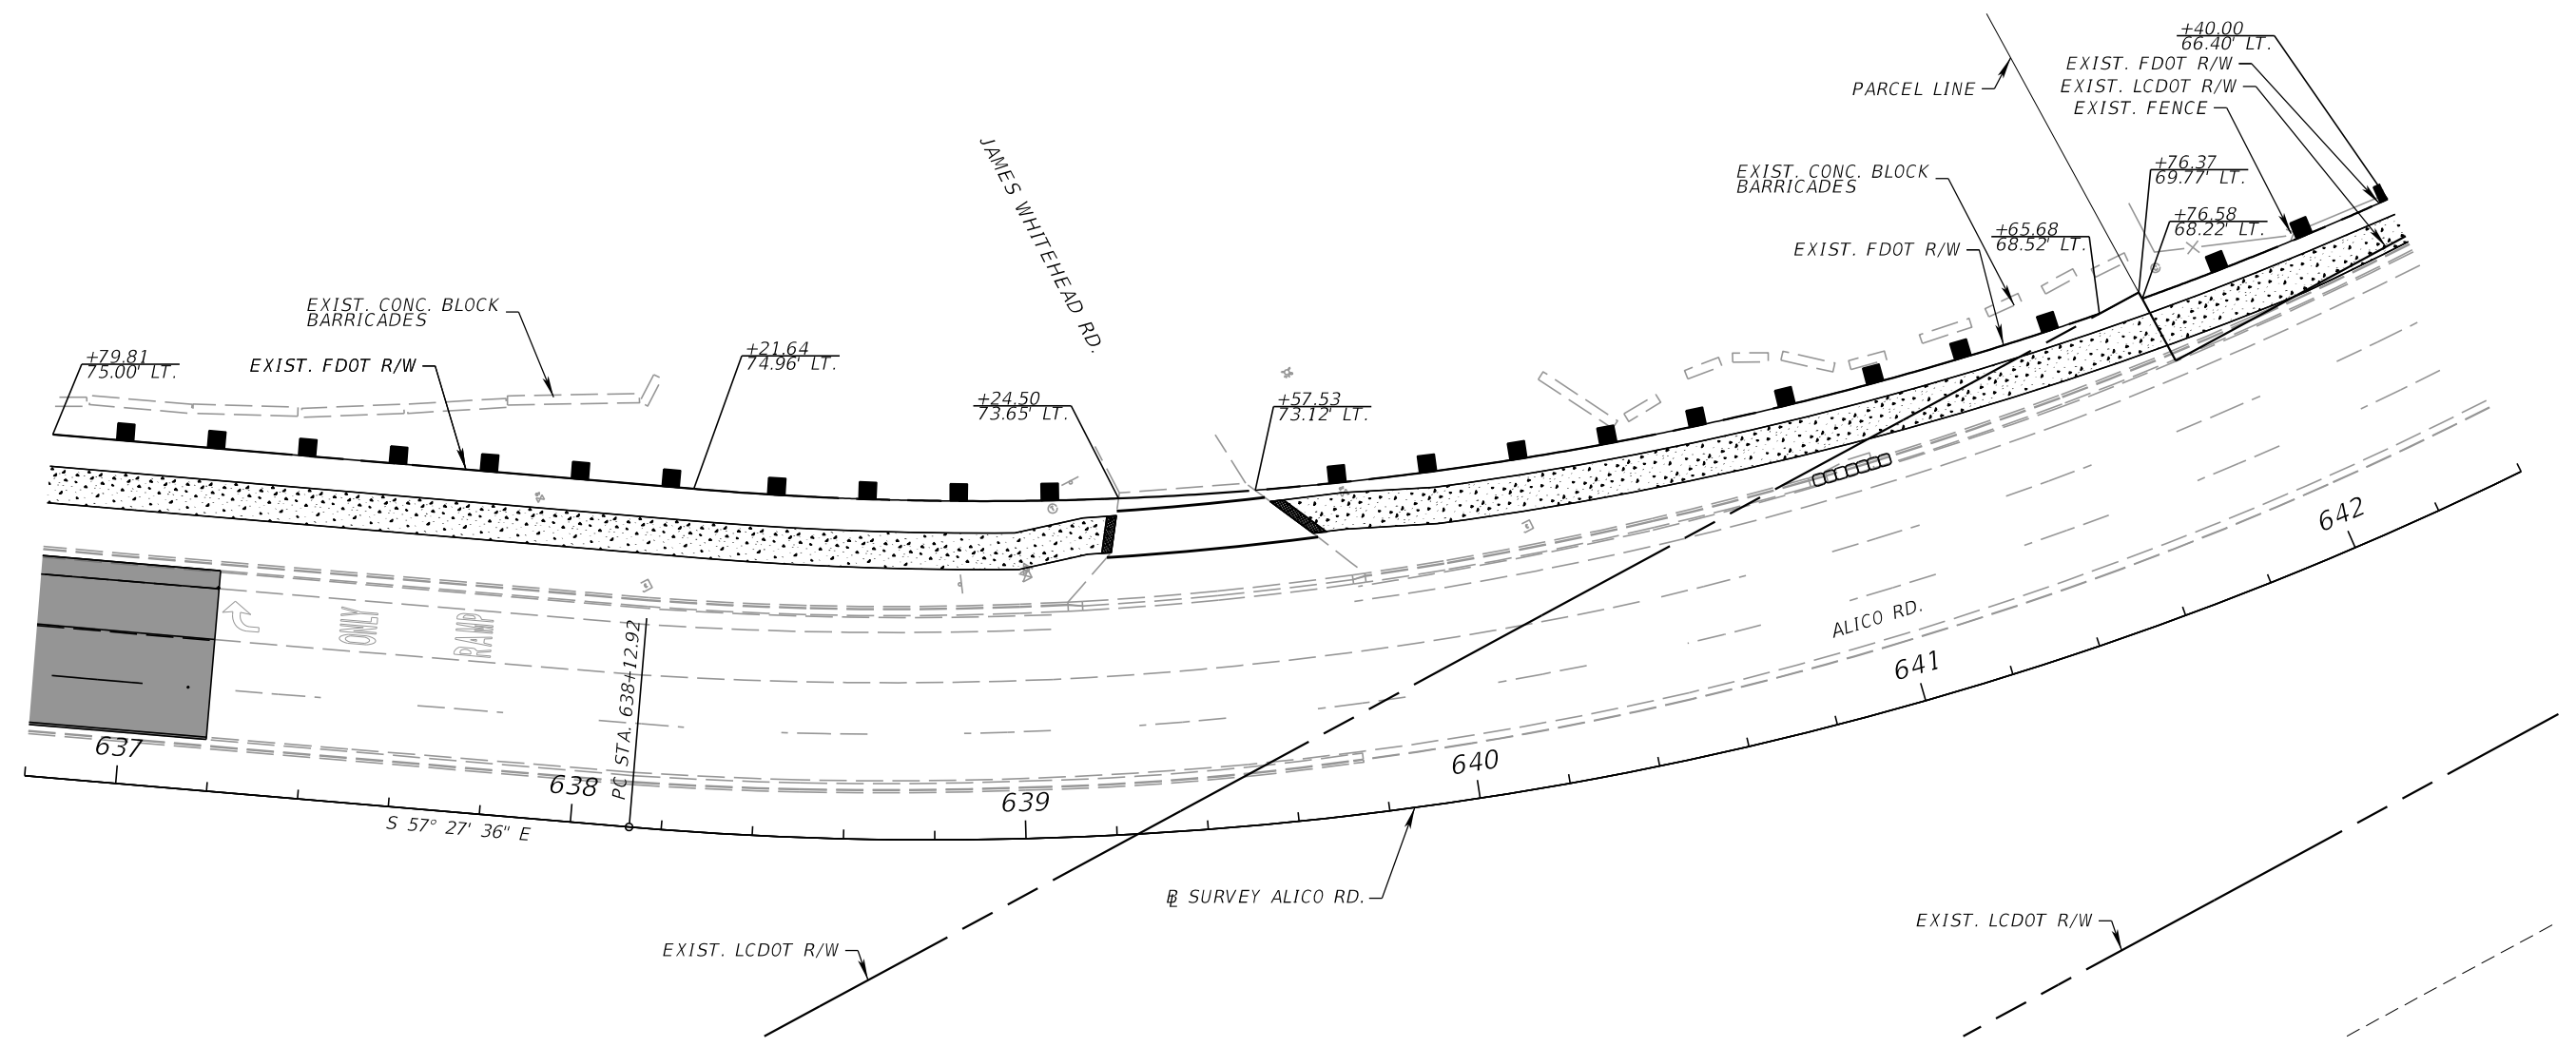 +40.00
66.40' LT.
EXIST. FDOT R/W
EXIST. LCDOT R/W
EXIST. FENCE
PARCEL LINE
+76.37
69.77' LT.
EXIST. CONC. BLOCK
BARRICADES
+76.58
68.22' LT.
+65.68
68.52' LT.
EXIST. FDOT R/W
JAMES WHITEHEAD RD.
EXIST. CONC. BLOCK
BARRICADES
+79.81
75.00' LT.
EXIST. FDOT R/W
+21.64
74.96' LT.
+24.50
73.65' LT.
+57.53
73.12' LT.
ONLY
RAMP
PC STA. 638+12.92
ALICO RD.
637
638
639
640
641
642
S 57° 27' 36" E
BL SURVEY ALICO RD.
EXIST. LCDOT R/W
EXIST. LCDOT R/W